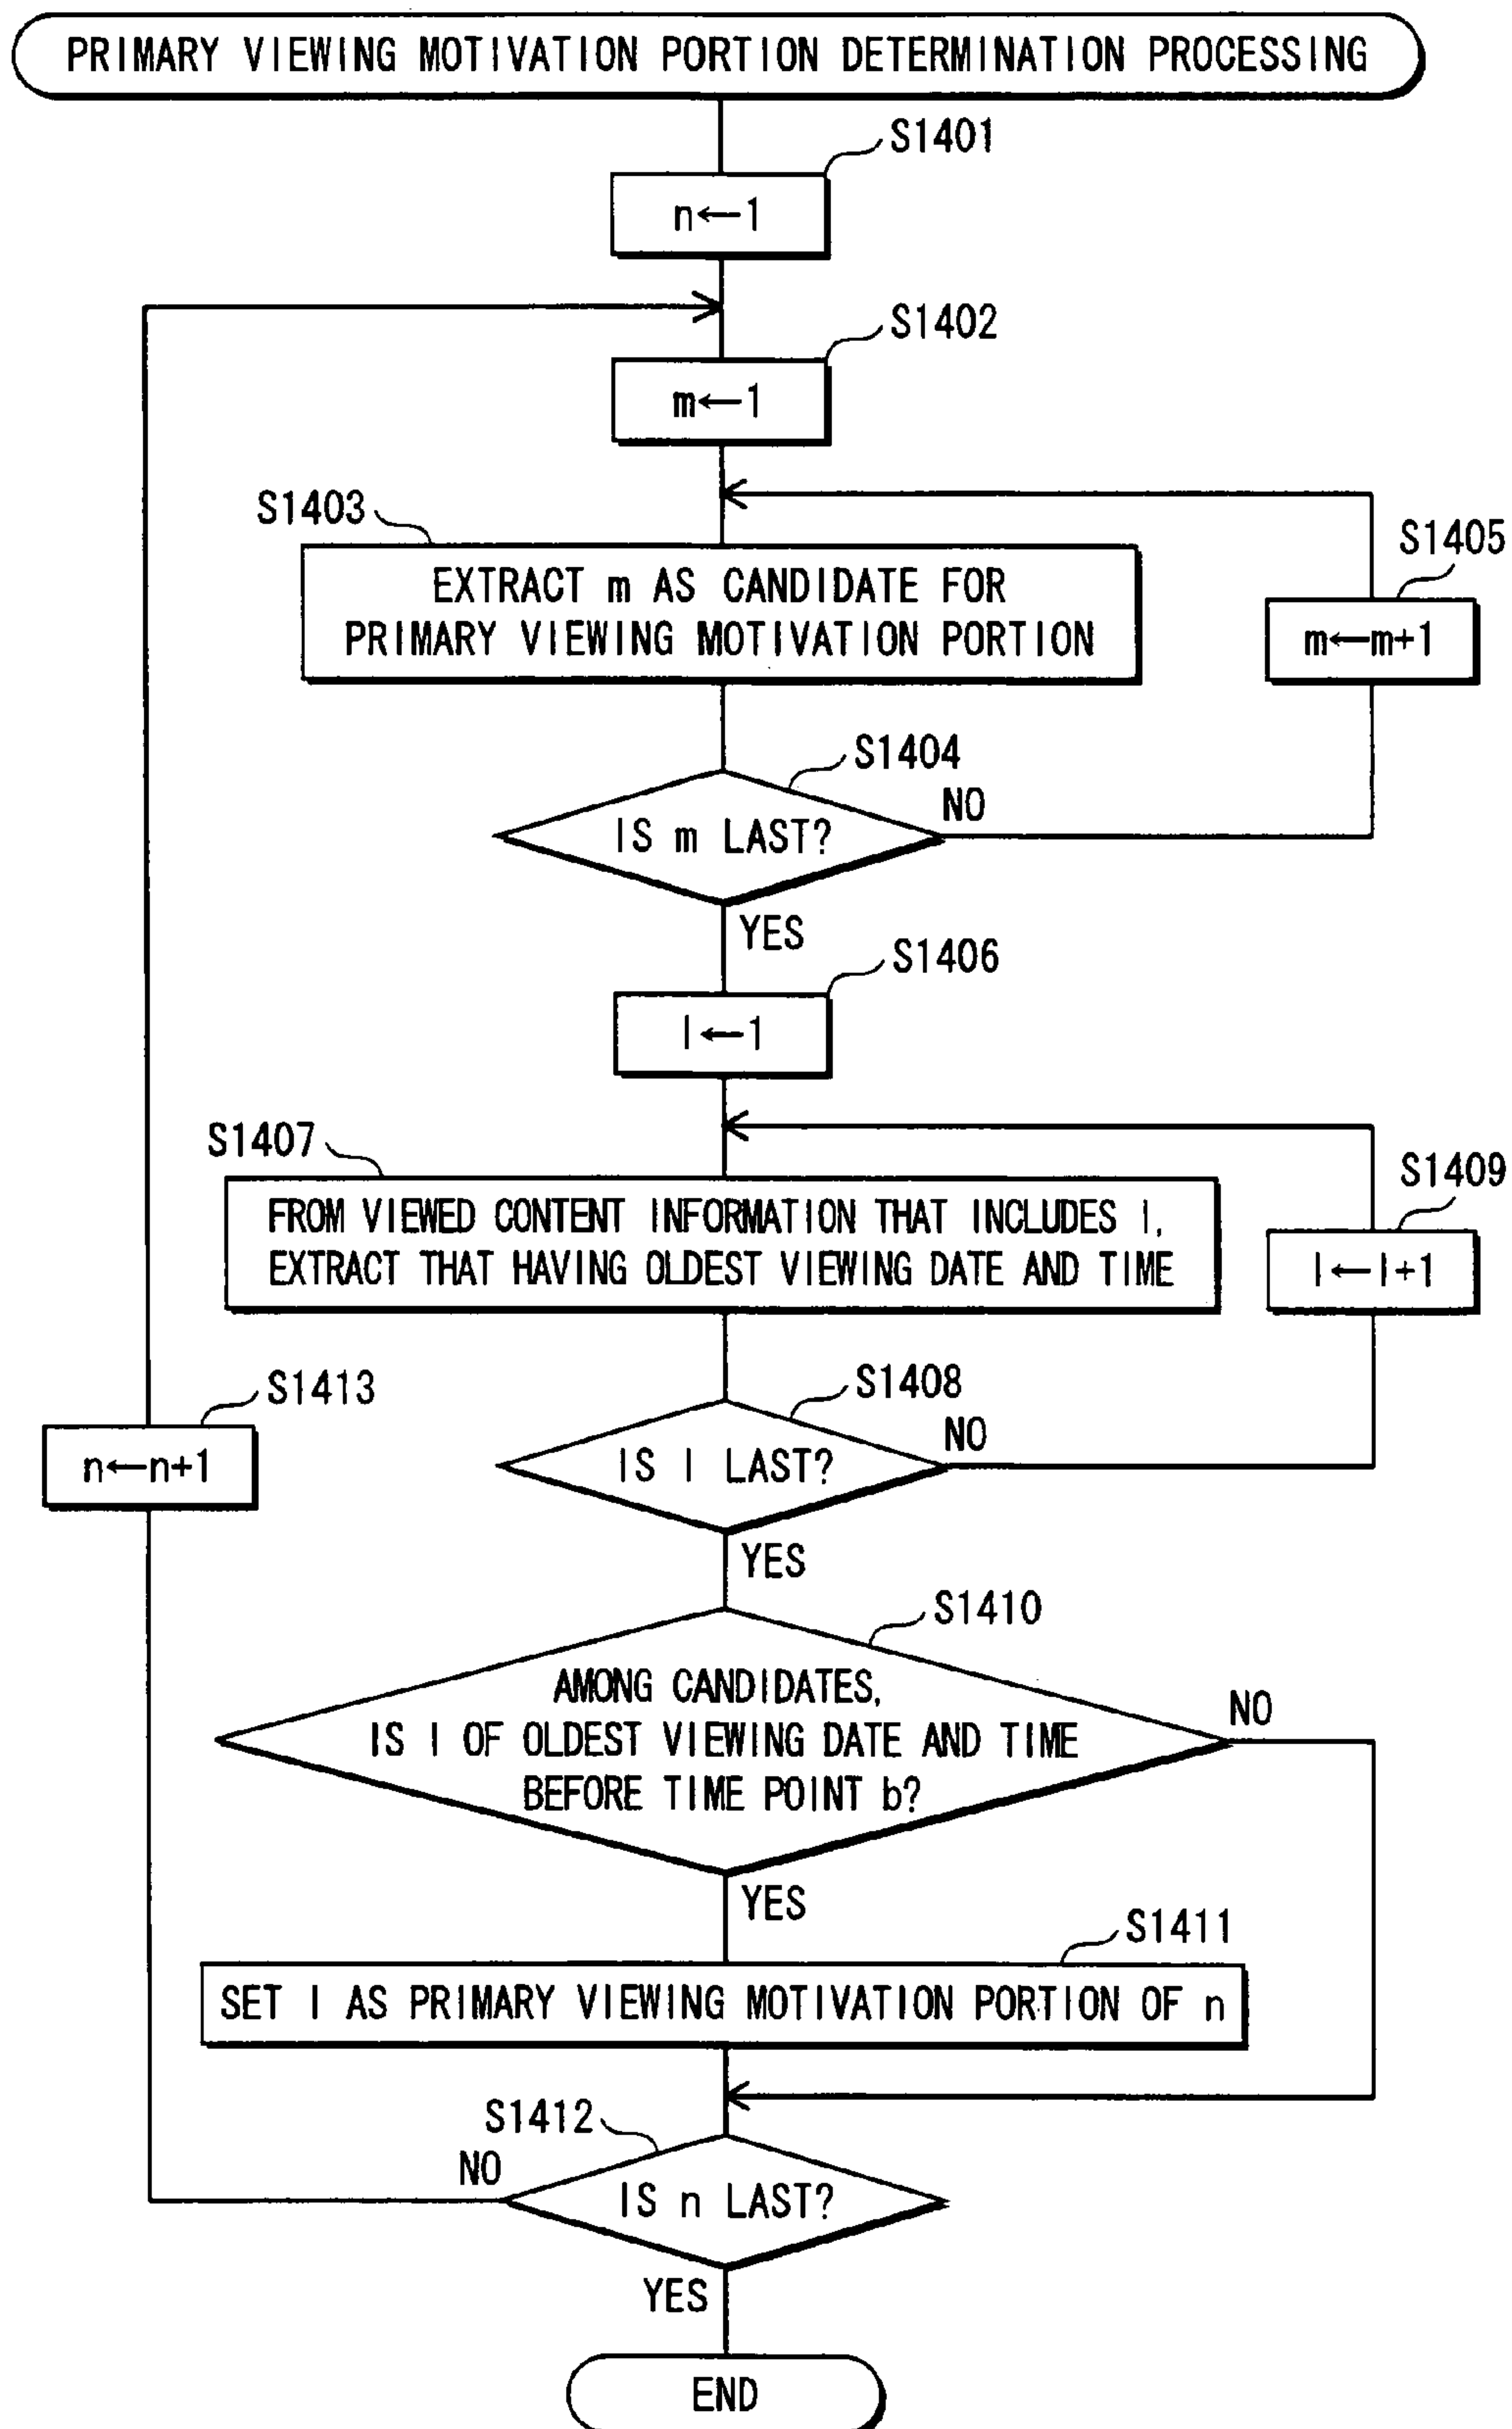 PRIMARY VIEWING MOTIVATION PORTION DETERMINATION PROCESSING
S1401
n←1
S1402
m←1
S1403
EXTRACT m AS CANDIDATE FOR
PRIMARY VIEWING MOTIVATION PORTION
S1405
m←m+1
S1404
IS m LAST?
NO
YES
S1406
l←1
S1407
FROM VIEWED CONTENT INFORMATION THAT INCLUDES l,
EXTRACT THAT HAVING OLDEST VIEWING DATE AND TIME
S1409
l←l+1
S1408
IS l LAST?
NO
YES
S1413
n←n+1
S1410
AMONG CANDIDATES,
IS l OF OLDEST VIEWING DATE AND TIME
BEFORE TIME POINT b?
NO
YES
S1411
SET l AS PRIMARY VIEWING MOTIVATION PORTION OF n
S1412
IS n LAST?
NO
YES
END